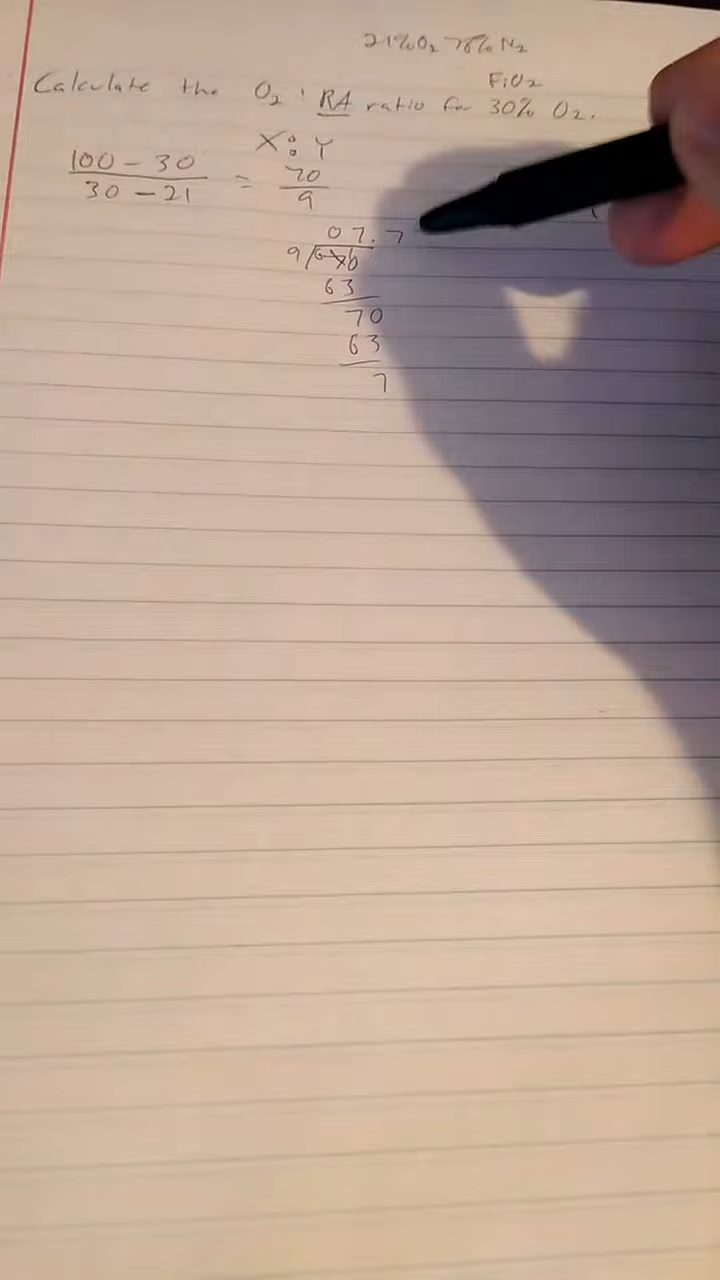 21%O₂ 78% N₂
FiO₂
Calculate the O₂ : RA ratio for 30% O₂.
X : Y
100 - 30 / 30 - 21 = 70 / 9
07.7
9
63
70
63
7